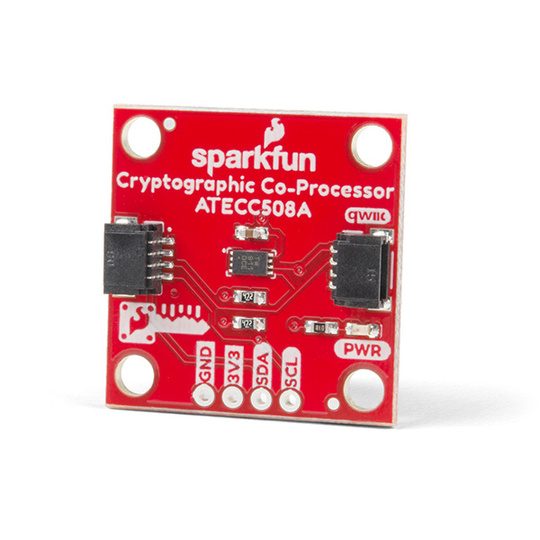 sparkfun
Cryptographic Co-Processor
ATECC508A
qwiic
PWR
GND
3V3
SDA
SCL